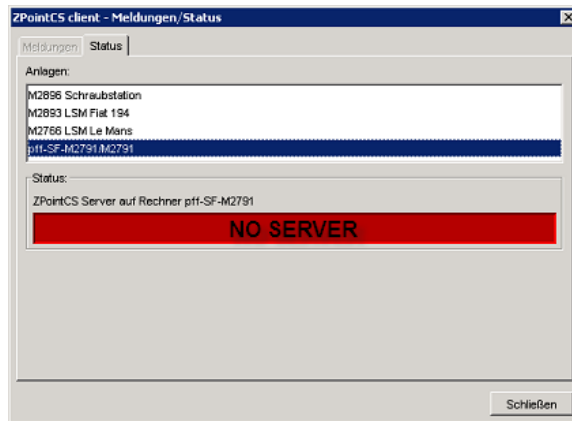 ZPointCS client - Meldungen/Status
Meldungen Status
Anlagen:
M2896 Schraubstation
M2893 LSM Fiat 194
M2766 LSM Le Mans
pff-SF-M2791/M2791
Status:
ZPointCS Server auf Rechner pff-SF-M2791
NO SERVER
Schließen